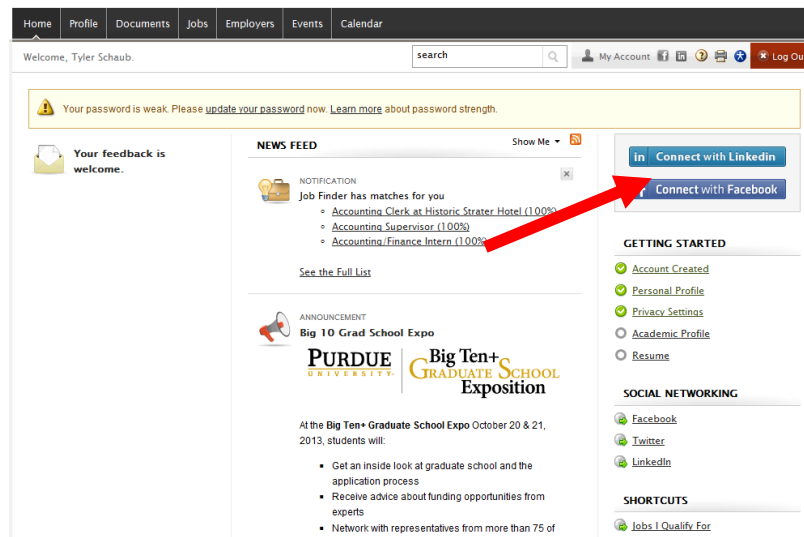 Home Profile Documents Jobs Employers Events Calendar
Welcome, Tyler Schaub.
search
My Account
Log Ou
Your password is weak. Please update your password now. Learn more about password strength.
Your feedback is
welcome.
NEWS FEED
Show Me
NOTIFICATION
Job Finder has matches for you
Accounting Clerk at Historic Strater Hotel (100%)
Accounting Supervisor (100%)
Accounting/Finance Intern (100%)
See the Full List
ANNOUNCEMENT
Big 10 Grad School Expo
PURDUE
UNIVERSITY
Big Ten+
GRADUATE SCHOOL
Exposition
At the Big Ten+ Graduate School Expo October 20 & 21,
2013, students will:
Get an inside look at graduate school and the
application process
Receive advice about funding opportunities from
experts
Network with representatives from more than 75 of
in Connect with Linkedin
Connect with Facebook
GETTING STARTED
Account Created
Personal Profile
Privacy Settings
Academic Profile
Resume
SOCIAL NETWORKING
Facebook
Twitter
LinkedIn
SHORTCUTS
Jobs I Qualify For